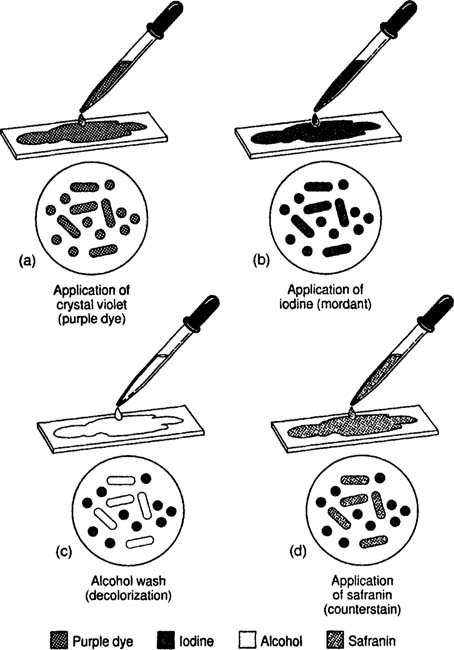 (a)
Application of
crystal violet
(purple dye)
(b)
Application of
iodine (mordant)
(c)
Alcohol wash
(decolorization)
(d)
Application
of safranin
(counterstain)
Purple dye
Iodine
Alcohol
Safranin